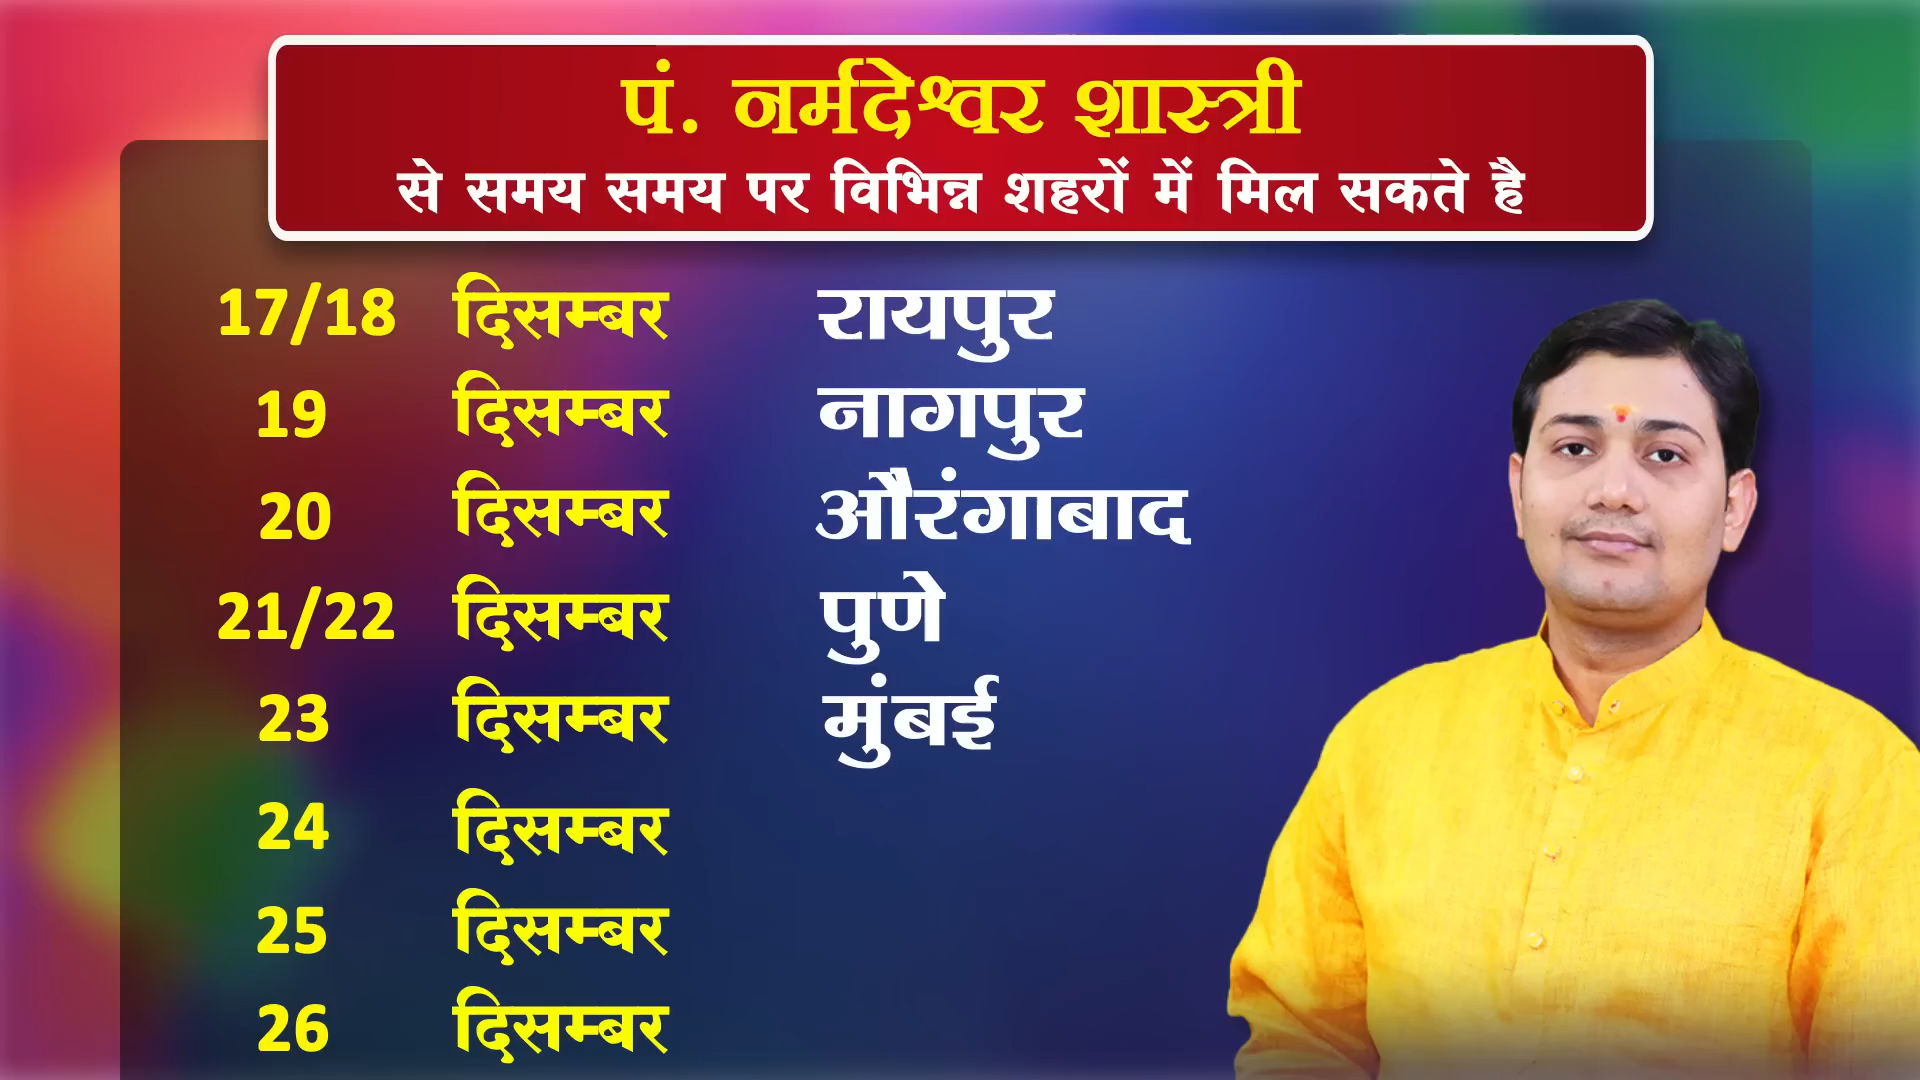 पं. नर्मदेश्वर शास्त्री
से समय समय पर विभिन्न शहरों में मिल सकते है
17/18 दिसम्बर रायपुर
19 दिसम्बर नागपुर
20 दिसम्बर औरंगाबाद
21/22 दिसम्बर पुणे
23 दिसम्बर मुंबई
24 दिसम्बर
25 दिसम्बर
26 दिसम्बर